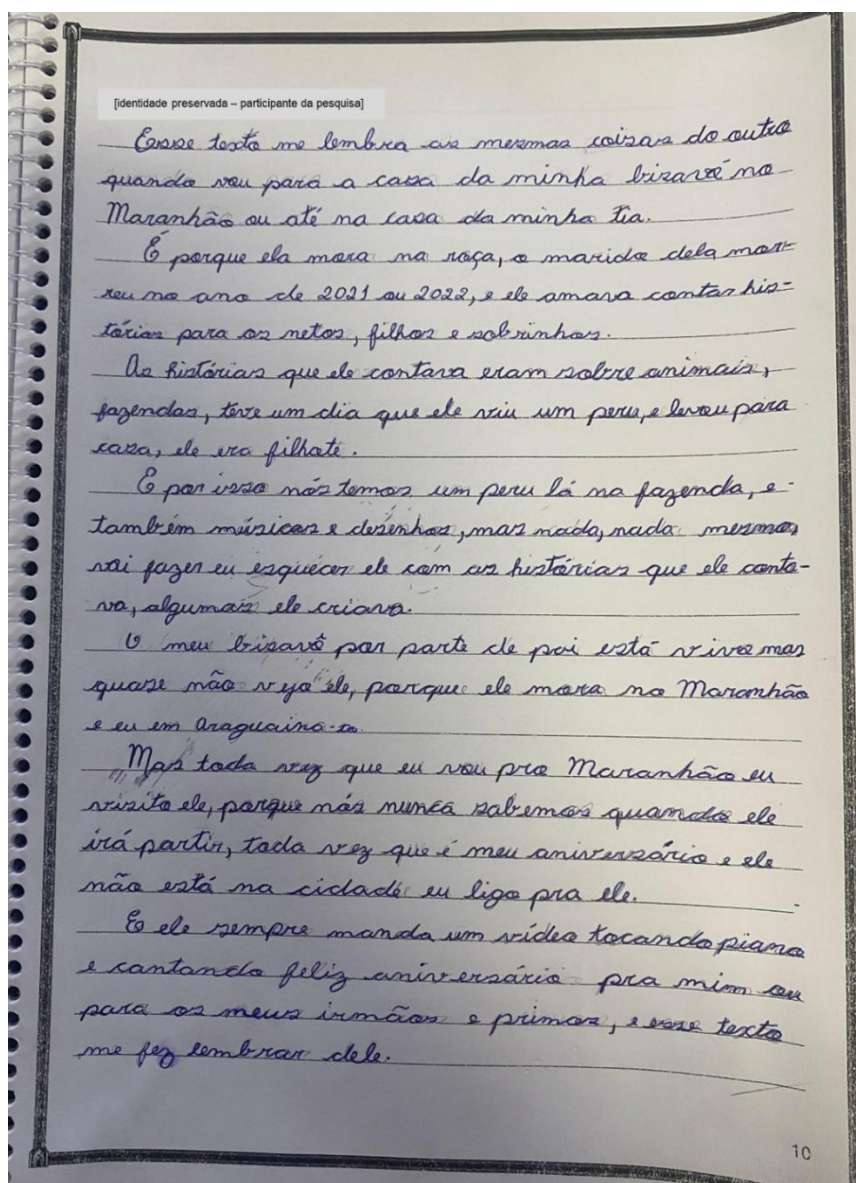 [identidade preservada – participante da pesquisa]
Esse texto me lembra as mesmas coisas do outro
quando vou para a casa da minha bizavó no
Maranhão ou até na casa da minha tia.
É porque ela mora na roça, o marido dela mor-
reu no ano de 2021 ou 2022, e ele amava contar his-
tórias para os netos, filhos e sobrinhos.
As histórias que ele contava eram sobre animais,
fazendas, teve um dia que ele viu um peru, e levou para
casa, ele era filhote.
E por isso nós temos um peru lá na fazenda, e
também músicas e desenhos, mas nada, nada mesmo,
vai fazer eu esquecer ele com as histórias que ele conta-
va, algumas ele criava.
O meu bisavô por parte de pai está vivo mas
quase não vejo ele, porque ele mora no Maranhão
e eu em Araguaína-to.
Mas toda vez que eu vou pro Maranhão eu
visito ele, porque nós nunca sabemos quando ele
irá partir, toda vez que é meu aniversário e ele
não está na cidade eu ligo pra ele.
E ele sempre manda um vídeo tocando piano
e cantando feliz aniversário pra mim ou
para os meus irmãos e primos, e esse texto
me fez lembrar dele.
10